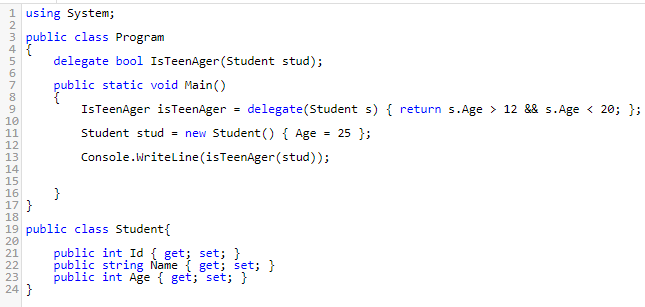 1 using System;
2
3 public class Program
4 {
5     delegate bool IsTeenAger(Student stud);
6
7     public static void Main()
8     {
9         IsTeenAger isTeenAger = delegate(Student s) { return s.Age > 12 && s.Age < 20; };
10
11         Student stud = new Student() { Age = 25 };
12
13         Console.WriteLine(isTeenAger(stud));
14
15
16     }
17 }
18
19 public class Student{
20
21     public int Id { get; set; }
22     public string Name { get; set; }
23     public int Age { get; set; }
24 }